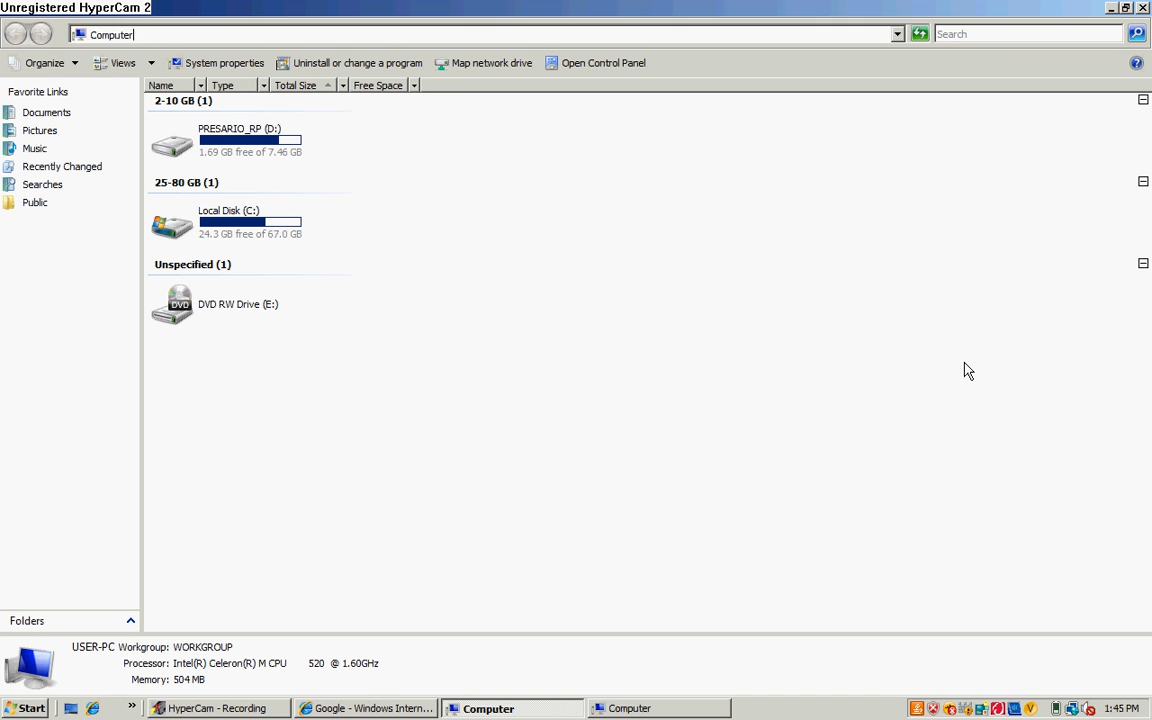 Unregistered HyperCam 2
Computer
Search
Organize Views System properties Uninstall or change a program Map network drive Open Control Panel
Favorite Links
Documents
Pictures
Music
Recently Changed
Searches
Public
Folders
Name Type Total Size Free Space
2-10 GB (1)
PRESARIO_RP (D:)
1.69 GB free of 7.46 GB
25-80 GB (1)
Local Disk (C:)
24.3 GB free of 67.0 GB
Unspecified (1)
DVD
DVD RW Drive (E:)
USER-PC Workgroup: WORKGROUP
Processor: Intel(R) Celeron(R) M CPU 520 @ 1.60GHz
Memory: 504 MB
Start » HyperCam - Recording Google - Windows Intern... Computer Computer 1:45 PM